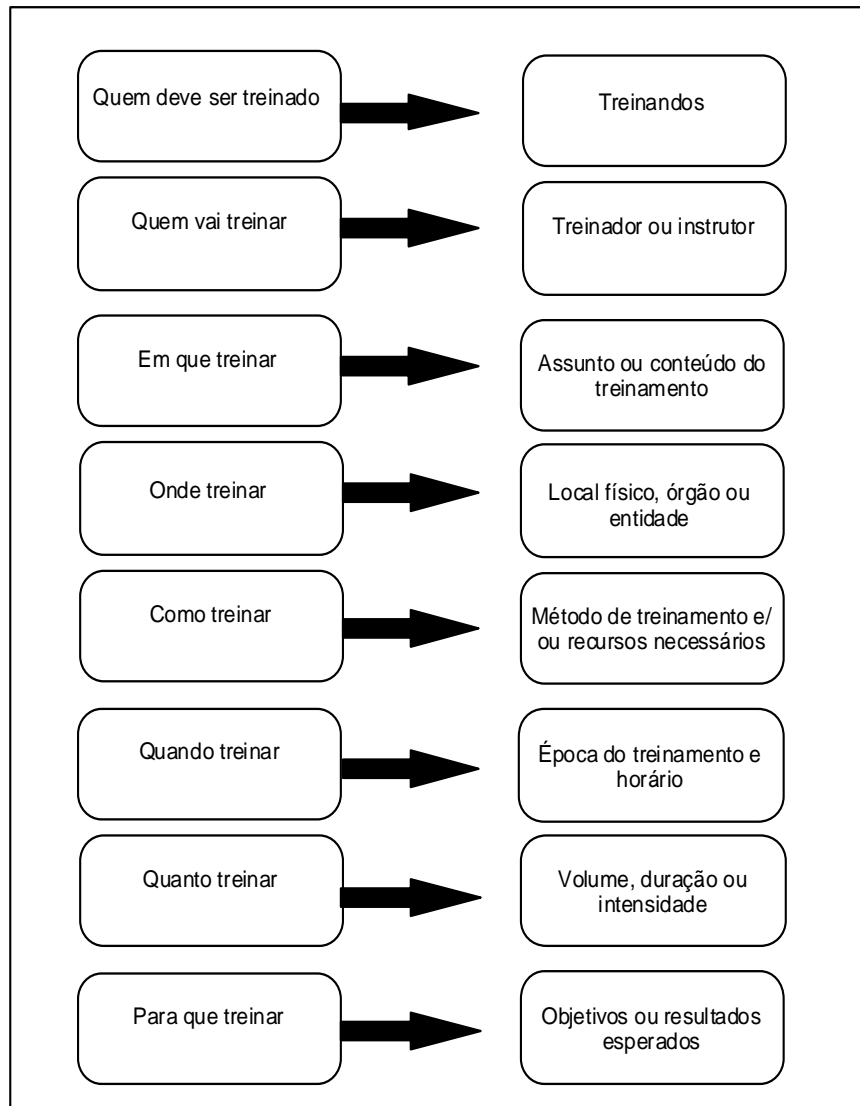 Quem deve ser treinado
Treinandos
Quem vai treinar
Treinador ou instrutor
Em que treinar
Assunto ou conteúdo do
treinamento
Onde treinar
Local físico, órgão ou
entidade
Como treinar
Método de treinamento e/
ou recursos necessários
Quando treinar
Época do treinamento e
horário
Quanto treinar
Volume, duração ou
intensidade
Para que treinar
Objetivos ou resultados
esperados